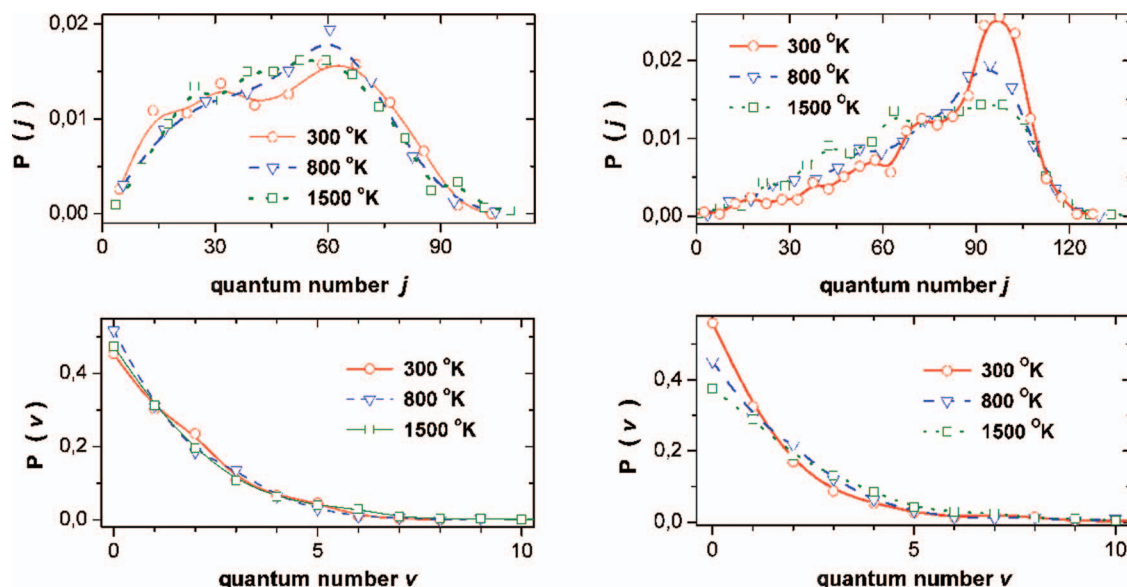 0,02
0,01
0,00
P (j)
300 °K
800 °K
1500 °K
0 30 60 90
quantum number j
0,02
0,01
0,00
P (j)
300 °K
800 °K
1500 °K
0 30 60 90 120
quantum number j
0,4
0,2
0,0
P (v)
300 °K
800 °K
1500 °K
0 5 10
quantum number v
0,4
0,2
0,0
P (v)
300 °K
800 °K
1500 °K
0 5 10
quantum number v